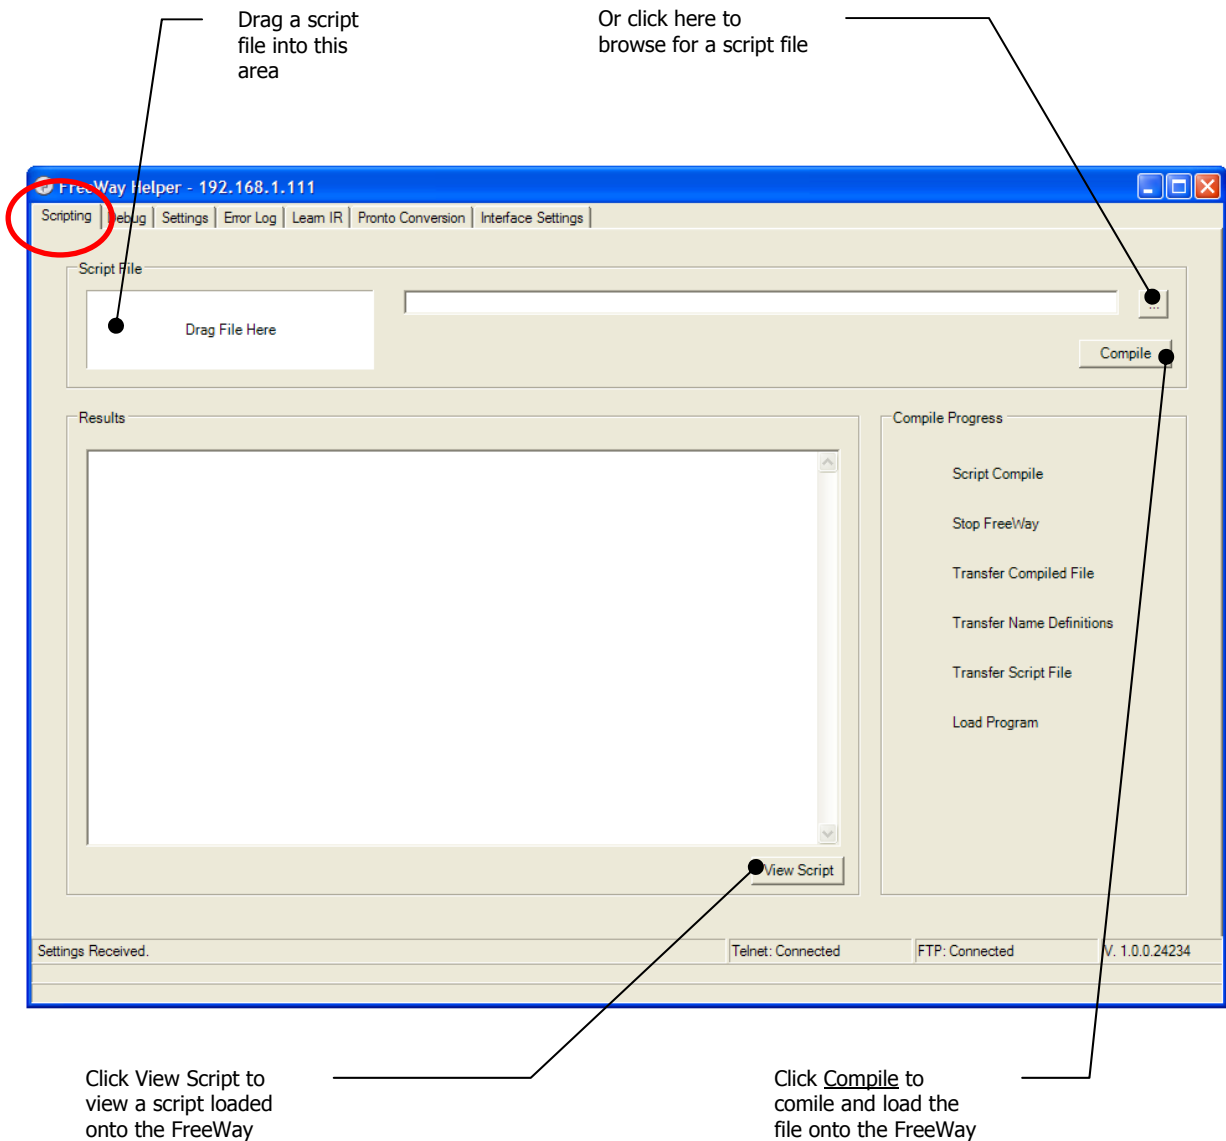 Drag a script
file into this
area
Or click here to
browse for a script file
FreeWay Helper - 192.168.1.111
Scripting Debug Settings Error Log Learn IR Pronto Conversion Interface Settings
Script File
Drag File Here
...
Compile
Results
Compile Progress
Script Compile
Stop FreeWay
Transfer Compiled File
Transfer Name Definitions
Transfer Script File
Load Program
View Script
Settings Received. Telnet: Connected FTP: Connected V. 1.0.0.24234
Click View Script to
view a script loaded
onto the FreeWay
Click Compile to
comile and load the
file onto the FreeWay